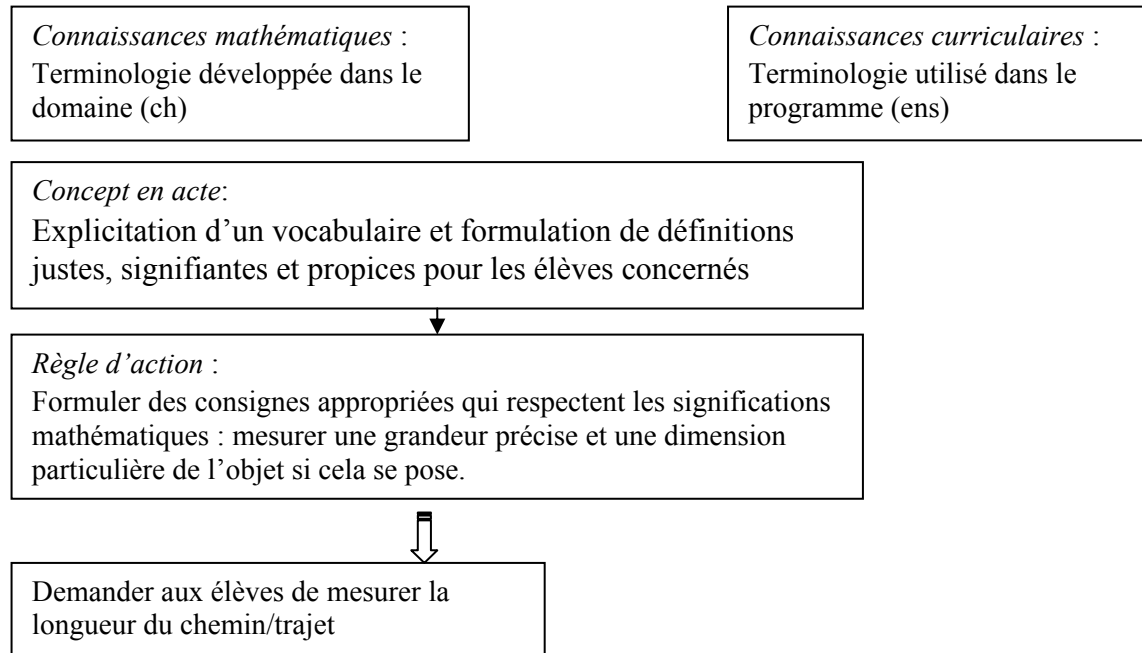 Connaissances mathématiques :
Terminologie développée dans le
domaine (ch)
Connaissances curriculaires :
Terminologie utilisé dans le
programme (ens)
Concept en acte:
Explicitation d’un vocabulaire et formulation de définitions
justes, signifiantes et propices pour les élèves concernés
Règle d’action :
Formuler des consignes appropriées qui respectent les significations
mathématiques : mesurer une grandeur précise et une dimension
particulière de l’objet si cela se pose.
Demander aux élèves de mesurer la
longueur du chemin/trajet